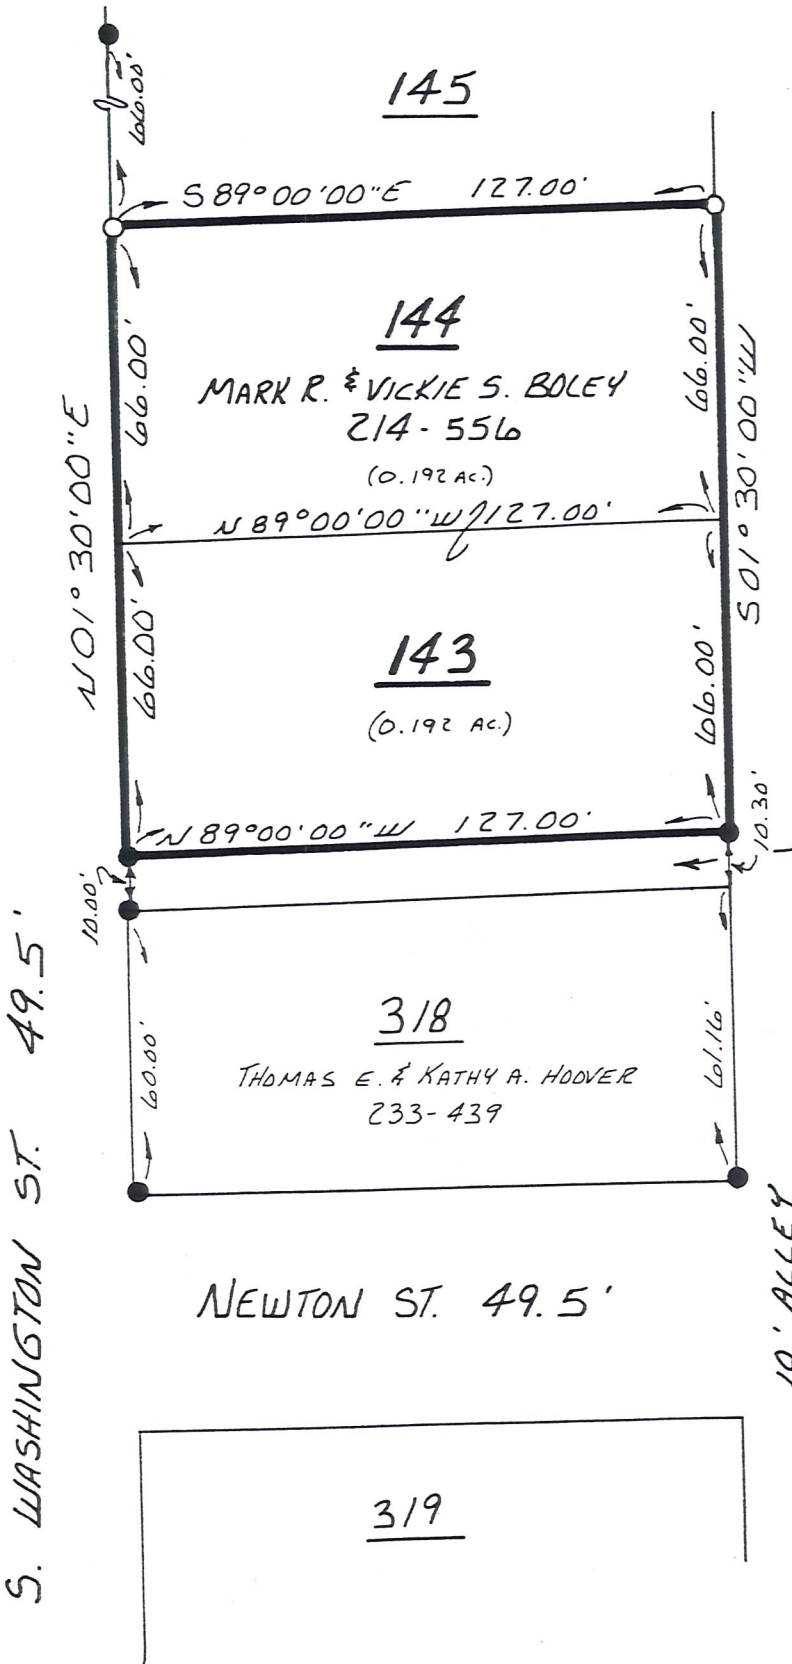 145
66.00'
S 89° 00' 00" E 127.00'
144
MARK R. & VICKIE S. BOLEY
214 - 556
(0.192 AC.)
66.00'
66.00'
N 01° 30' 00" E
S 01° 30' 00" W
N 89° 00' 00" W 127.00'
143
(0.192 AC.)
66.00'
66.00'
N 89° 00' 00" W 127.00'
10.00'
10.30'
318
THOMAS E. & KATHY A. HOOVER
233 - 439
60.00'
61.16'
S. WASHINGTON ST. 49.5'
NEWTON ST. 49.5'
10' ALLEY
319